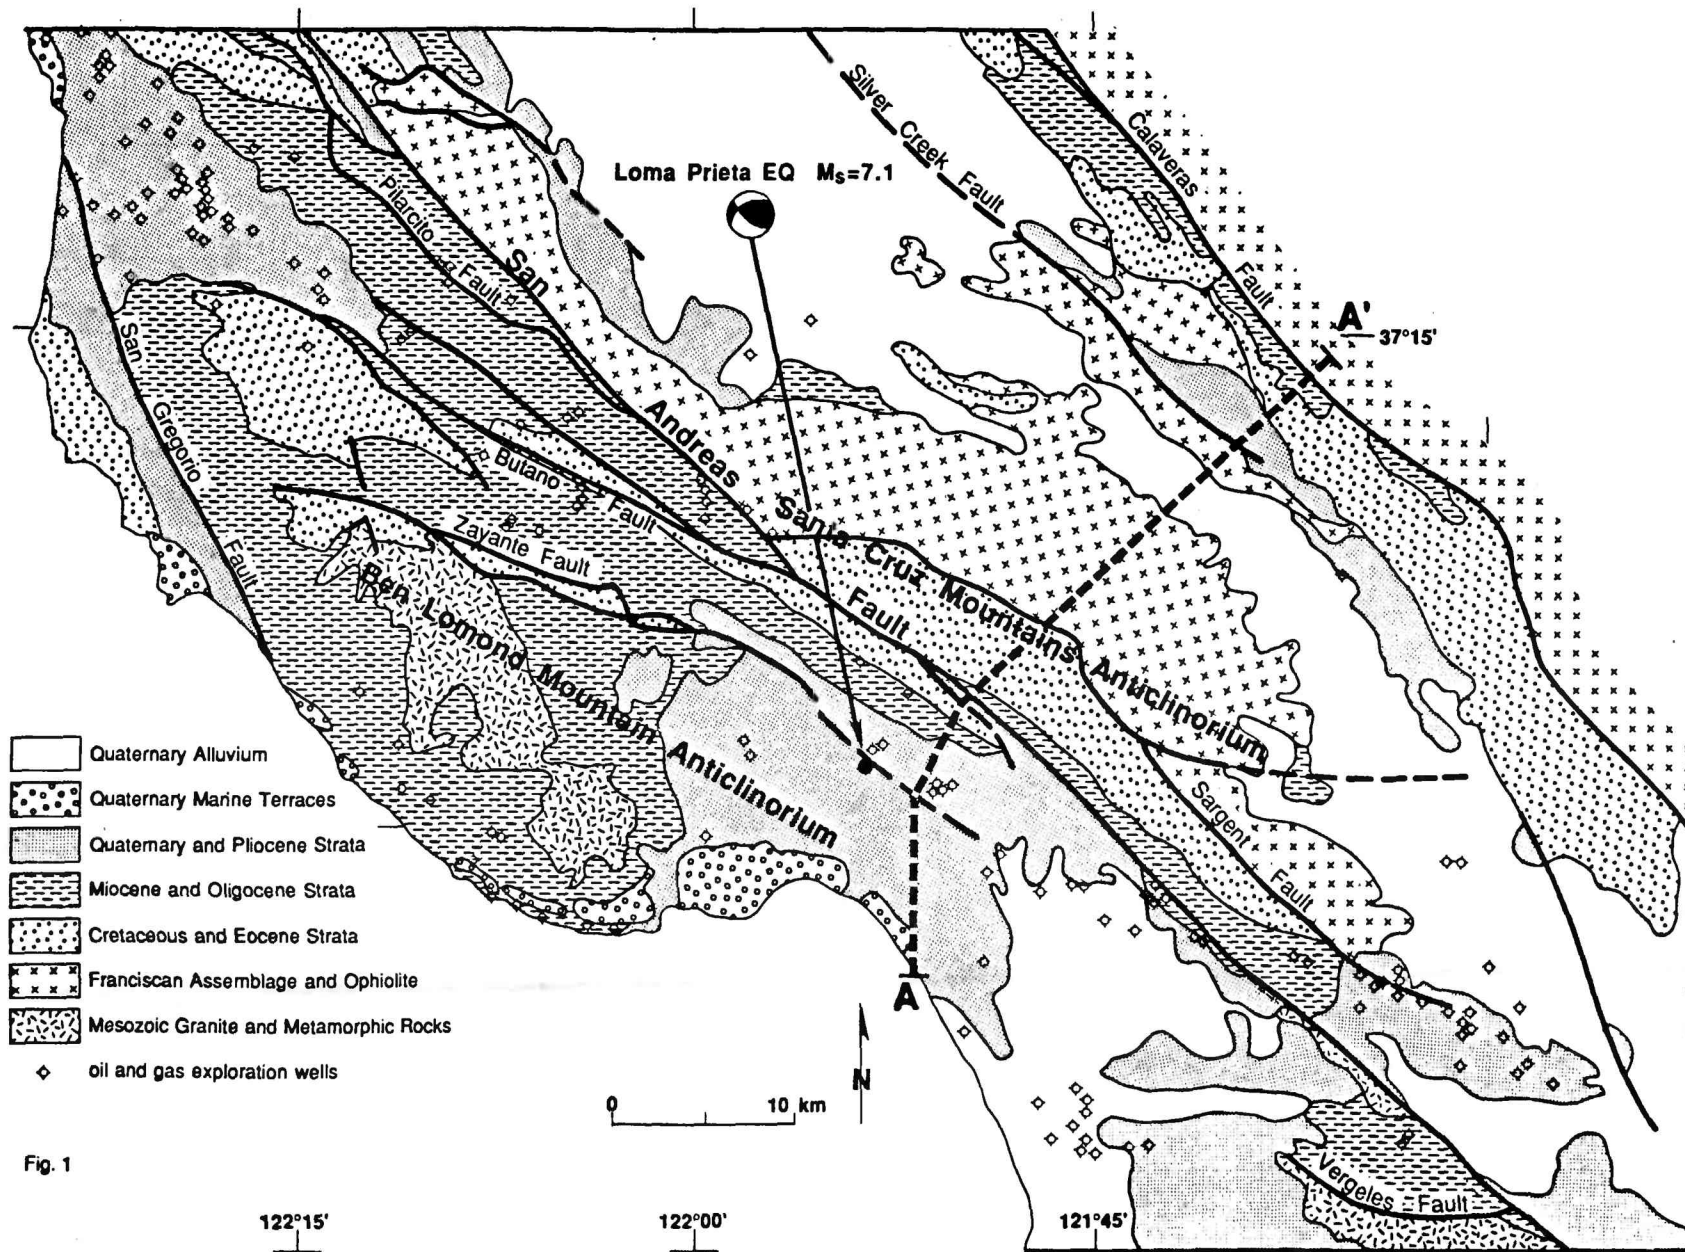 Silver Creek Fault
Calaveras Fault
Loma Prieta EQ Ms=7.1
Pilarcito Fault
San Andreas Fault
A'
37°15'
San Gregorio Fault
Butano Fault
Zayante Fault
Santa Cruz Mountains Anticlinorium
Ben Lomond Mountain Anticlinorium
Sargent Fault
Quaternary Alluvium
Quaternary Marine Terraces
Quaternary and Pliocene Strata
Miocene and Oligocene Strata
Cretaceous and Eocene Strata
Franciscan Assemblage and Ophiolite
Mesozoic Granite and Metamorphic Rocks
oil and gas exploration wells
A
N
0 10 km
Vergeles Fault
Fig. 1
122°15' 122°00' 121°45'